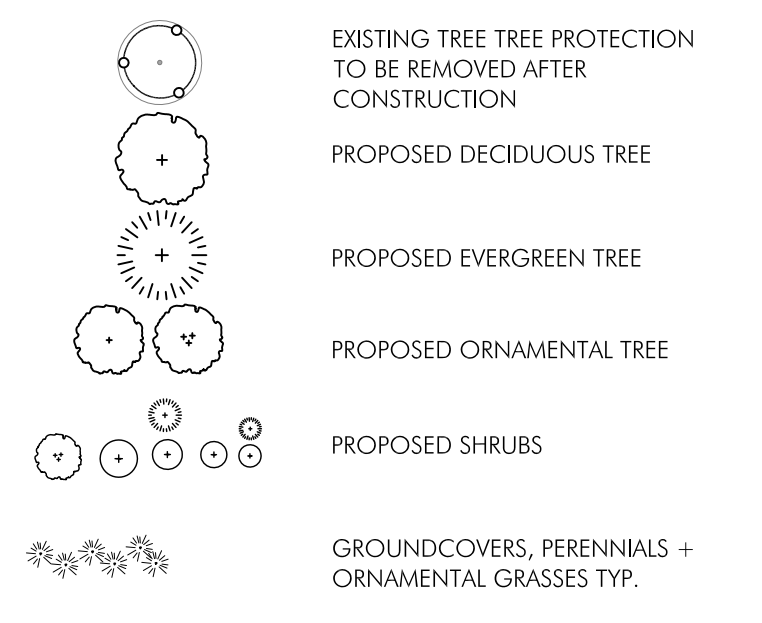 EXISTING TREE TREE PROTECTION
TO BE REMOVED AFTER
CONSTRUCTION
PROPOSED DECIDUOUS TREE
PROPOSED EVERGREEN TREE
PROPOSED ORNAMENTAL TREE
PROPOSED SHRUBS
GROUNDCOVERS, PERENNIALS +
ORNAMENTAL GRASSES TYP.